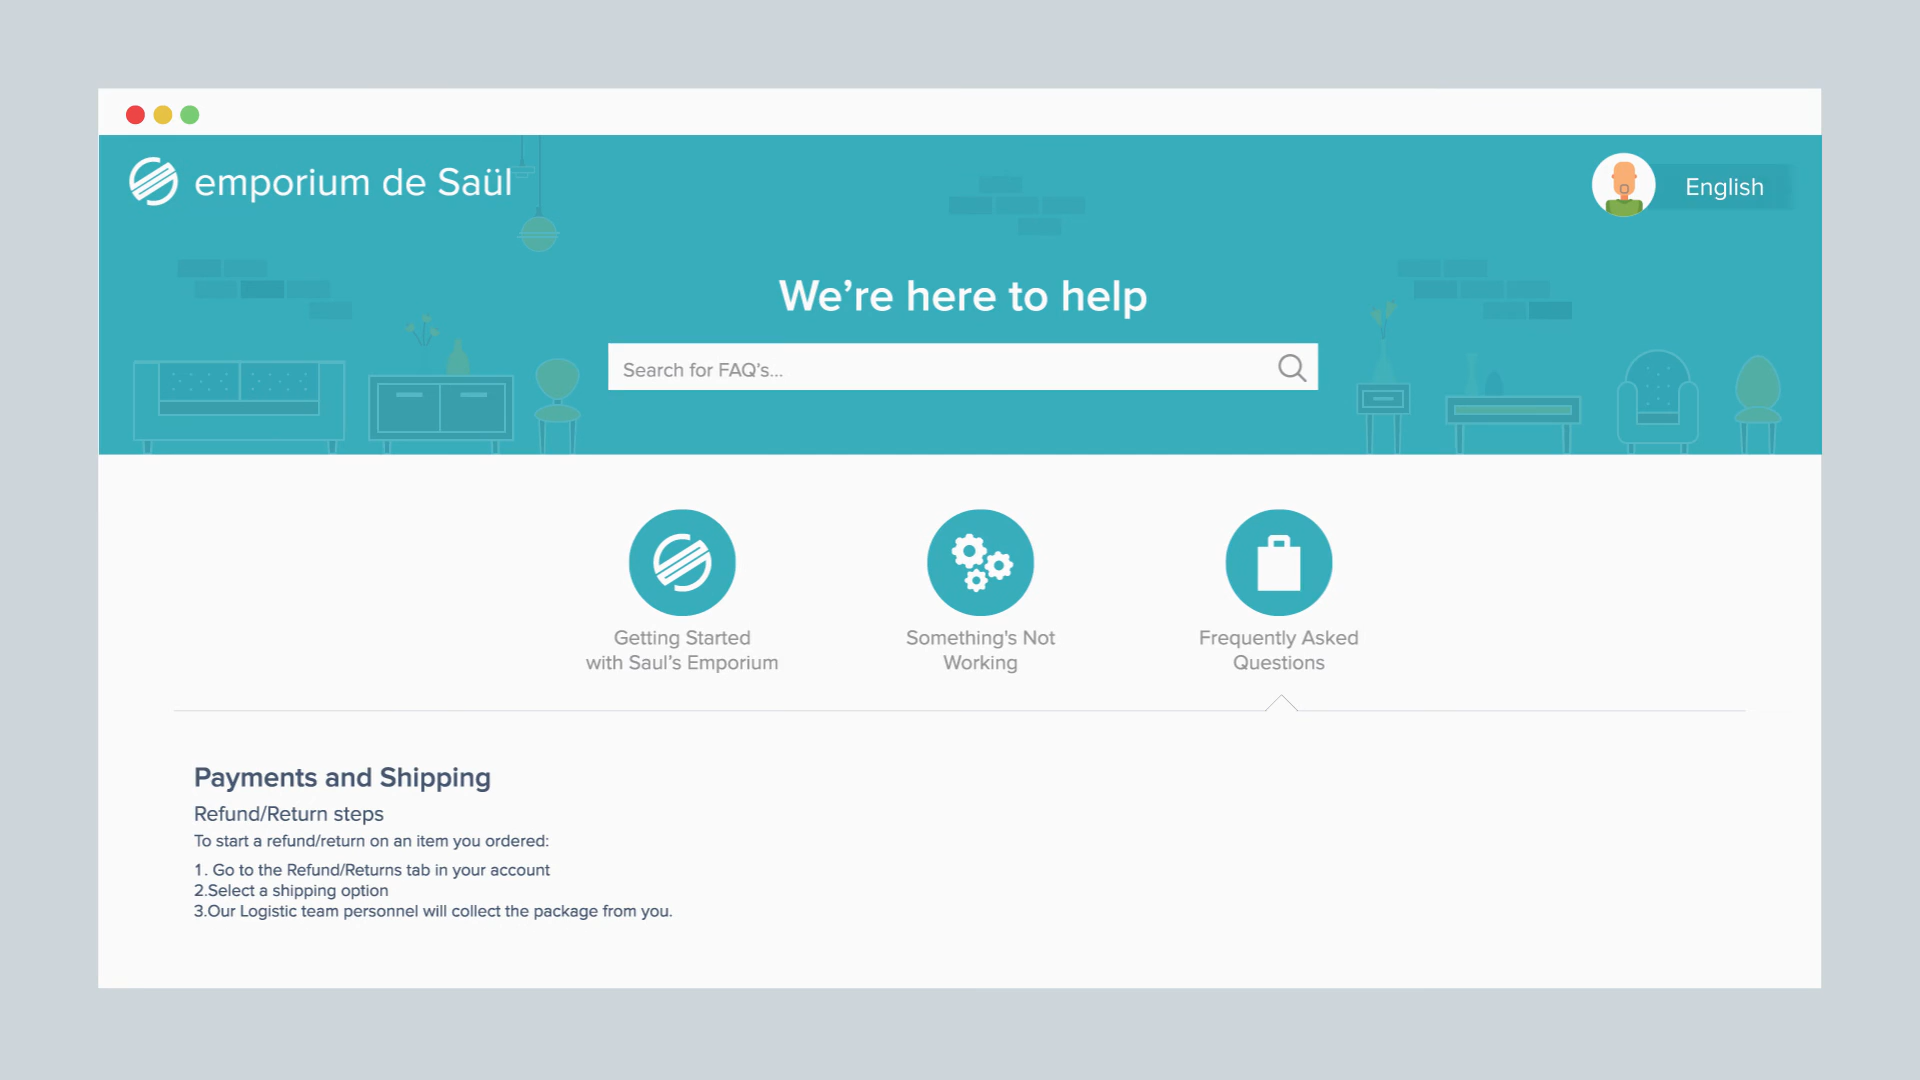 emporium de Saül
English
We're here to help
Search for FAQ's...
Getting Started
with Saul's Emporium
Something's Not
Working
Frequently Asked
Questions
Payments and Shipping
Refund/Return steps
To start a refund/return on an item you ordered:
1. Go to the Refund/Returns tab in your account
2.Select a shipping option
3.Our Logistic team personnel will collect the package from you.